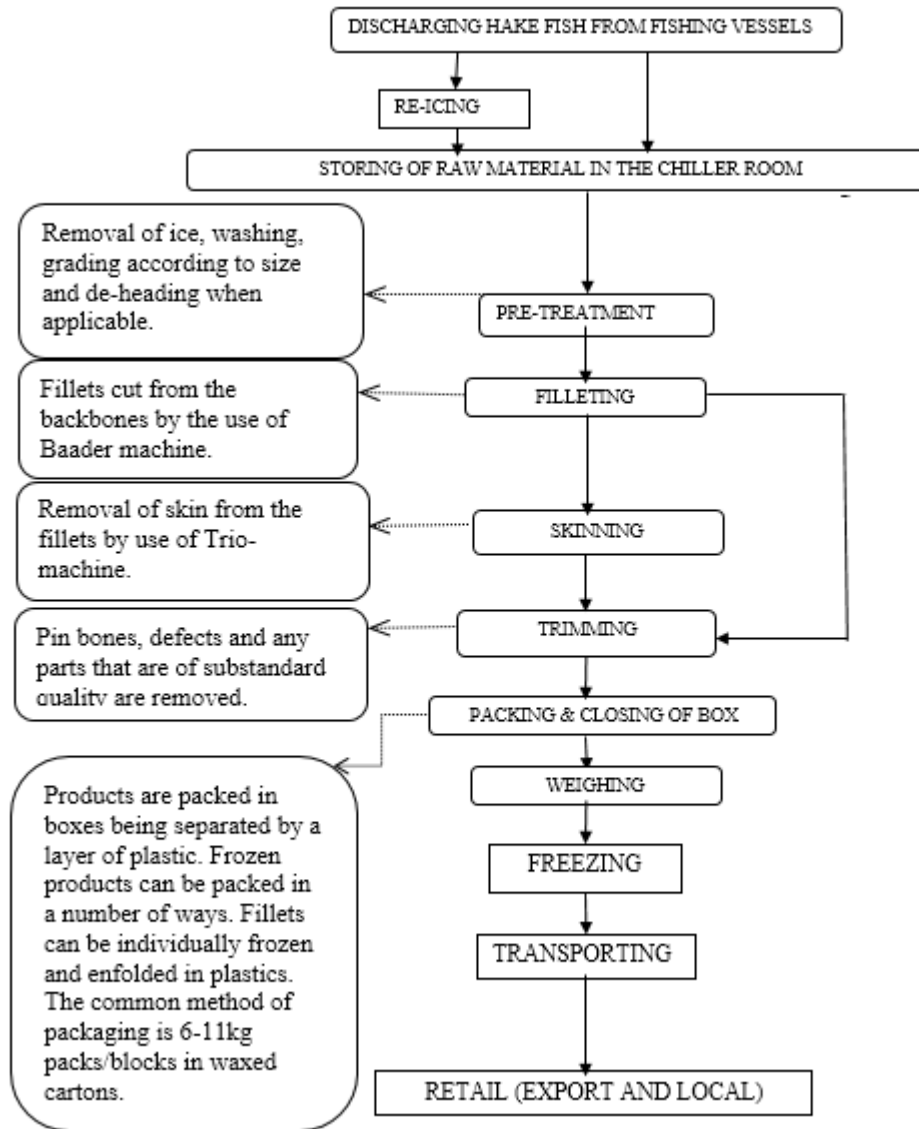 DISCHARGING HAKE FISH FROM FISHING VESSELS
RE-ICING
STORING OF RAW MATERIAL IN THE CHILLER ROOM
Removal of ice, washing,
grading according to size
and de-heading when
applicable.
PRE-TREATMENT
Fillets cut from the
backbones by the use of
Baader machine.
FILLETING
Removal of skin from the
fillets by use of Trio-
machine.
SKINNING
Pin bones, defects and any
parts that are of substandard
quality are removed.
TRIMMING
PACKING & CLOSING OF BOX
Products are packed in
boxes being separated by a
layer of plastic. Frozen
products can be packed in
a number of ways. Fillets
can be individually frozen
and enfolded in plastics.
The common method of
packaging is 6-11kg
packs/blocks in waxed
cartons.
WEIGHING
FREEZING
TRANSPORTING
RETAIL (EXPORT AND LOCAL)